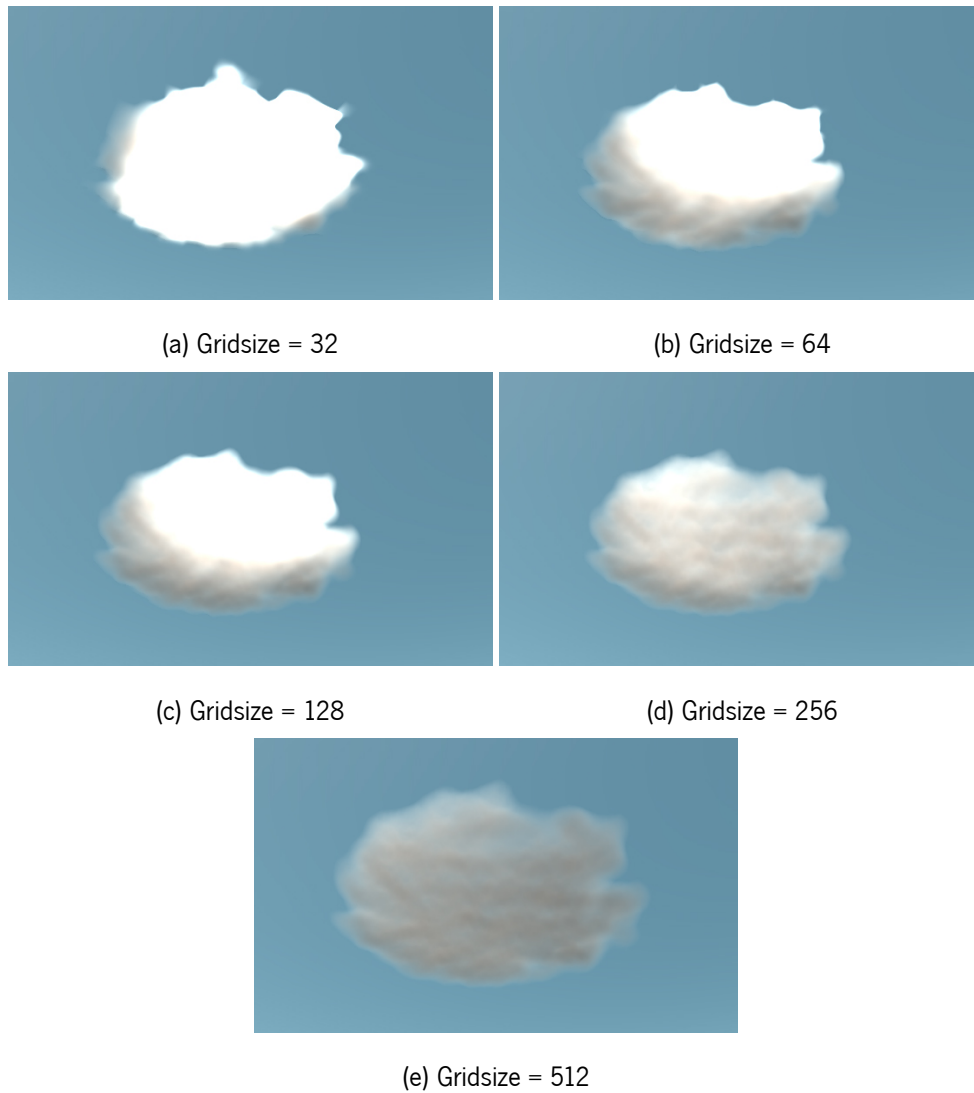 (a) Gridsize = 32
(b) Gridsize = 64
(c) Gridsize = 128
(d) Gridsize = 256
(e) Gridsize = 512